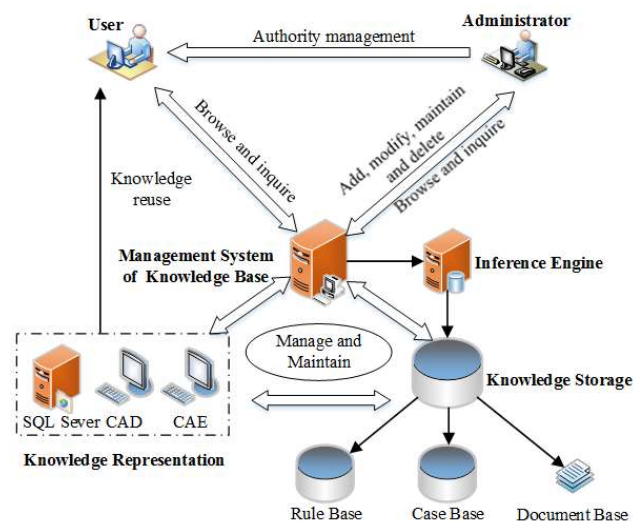 User
Administrator
Authority management
Browse and inquire
Add, modify, maintain
and delete
Browse and inquire
Knowledge
reuse
Management System
of Knowledge Base
Inference Engine
Manage and
Maintain
Knowledge Storage
SQL Sever CAD CAE
Knowledge Representation
Rule Base Case Base Document Base